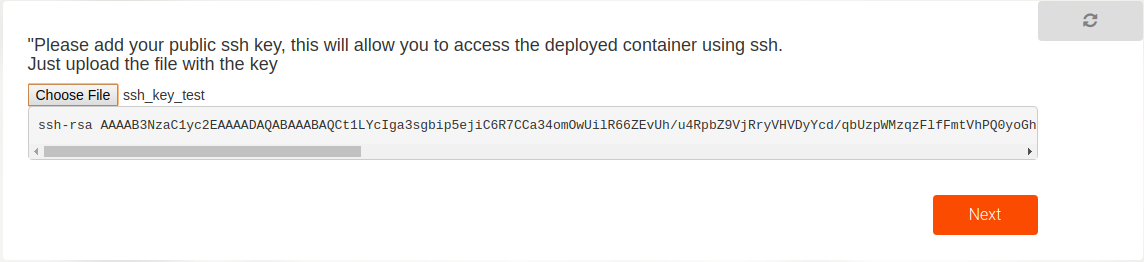 "Please add your public ssh key, this will allow you to access the deployed container using ssh.
Just upload the file with the key
Choose File ssh_key_test
ssh-rsa AAAAB3NzaC1yc2EAAAADAQABAAABAQCt1LYcIga3sgbip5ejiC6R7CCa34omOwUilR66ZEvUh/u4RpbZ9VjRryVHVDyYcd/qbUzpWMzqzFlfFmtVhPQ0yoGh
Next